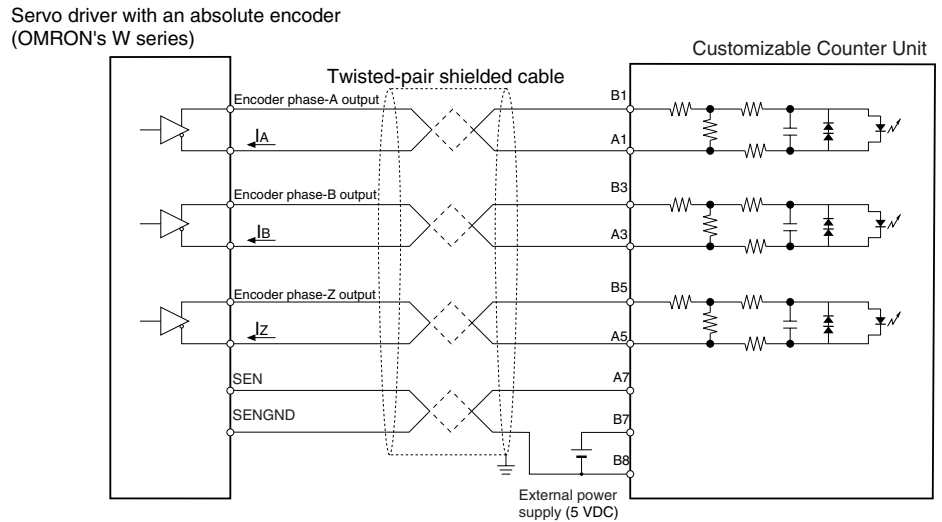 Servo driver with an absolute encoder
(OMRON's W series)
Customizable Counter Unit
Twisted-pair shielded cable
Encoder phase-A output
B1
IA
A1
Encoder phase-B output
B3
IB
A3
Encoder phase-Z output
B5
IZ
A5
SEN
A7
SENGND
B7
B8
External power
supply (5 VDC)